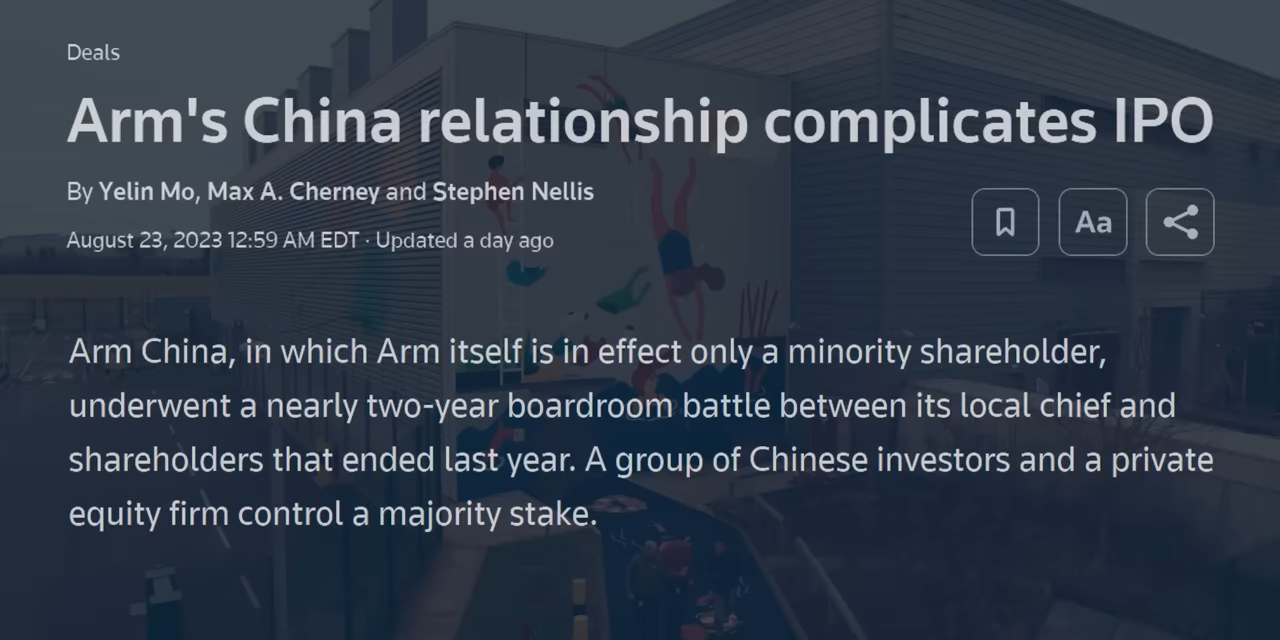 Deals
Arm's China relationship complicates IPO
By Yelin Mo, Max A. Cherney and Stephen Nellis
August 23, 2023 12:59 AM EDT · Updated a day ago
Aa
Arm China, in which Arm itself is in effect only a minority shareholder,
underwent a nearly two-year boardroom battle between its local chief and
shareholders that ended last year. A group of Chinese investors and a private
equity firm control a majority stake.